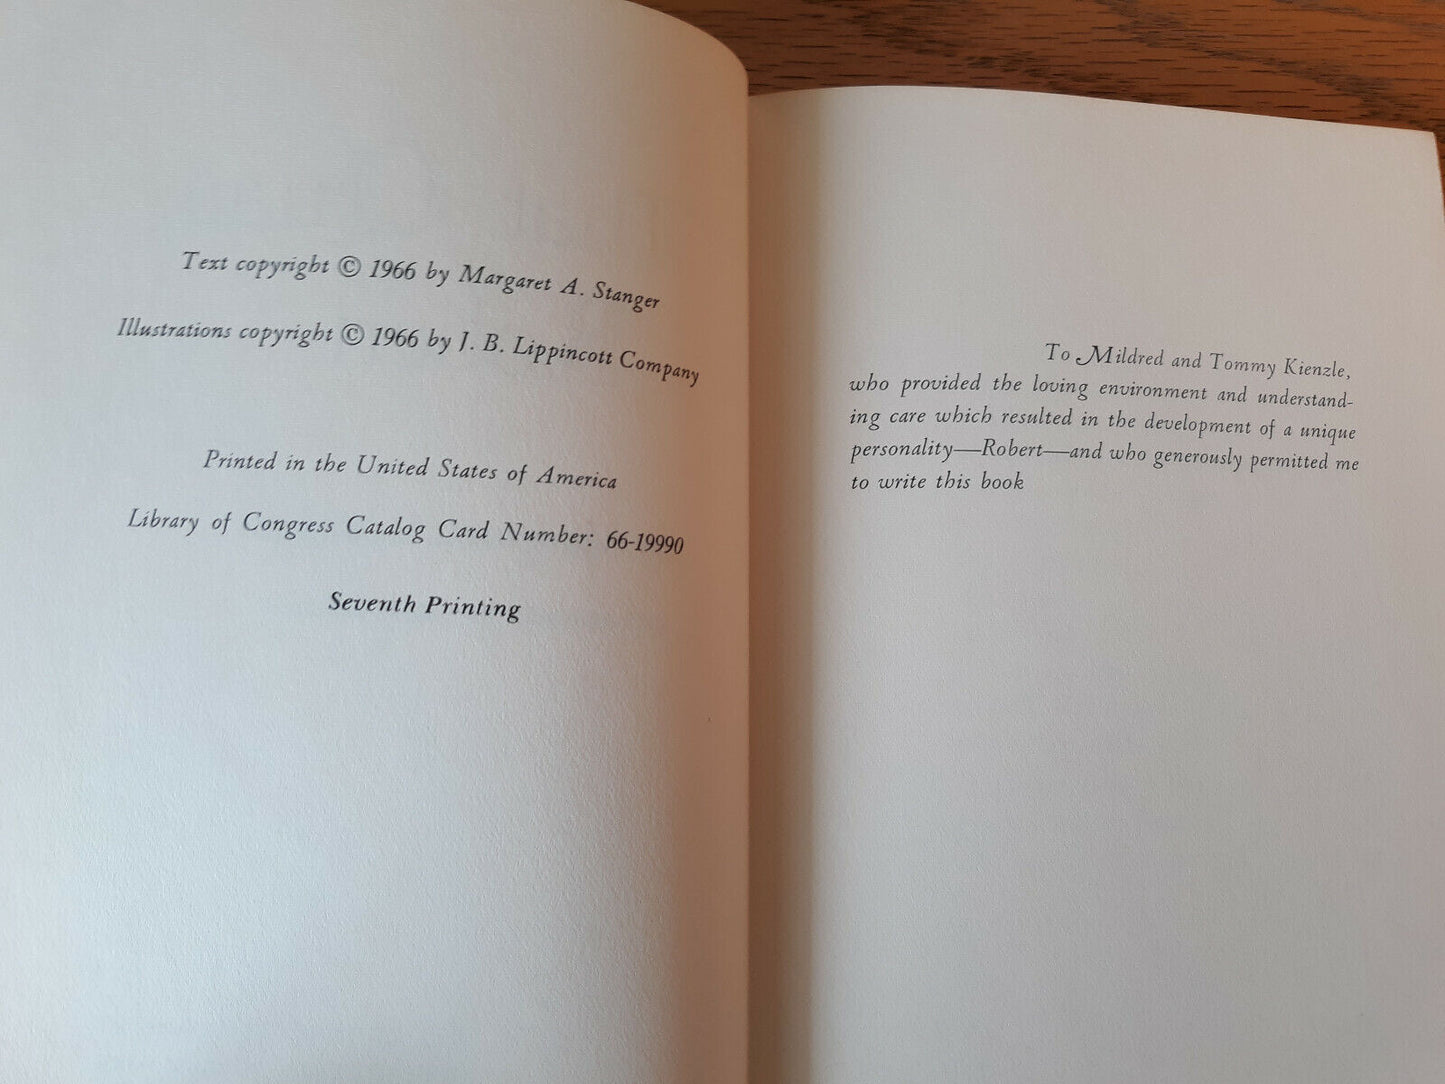 Text copyright © 1966 by Margaret A. Stanger
Illustrations copyright © 1966 by J. B. Lippincott Company
Printed in the United States of America
Library of Congress Catalog Card Number: 66-19990
Seventh Printing
To Mildred and Tommy Kienzle,
who provided the loving environment and understand-
ing care which resulted in the development of a unique
personality—Robert—and who generously permitted me
to write this book